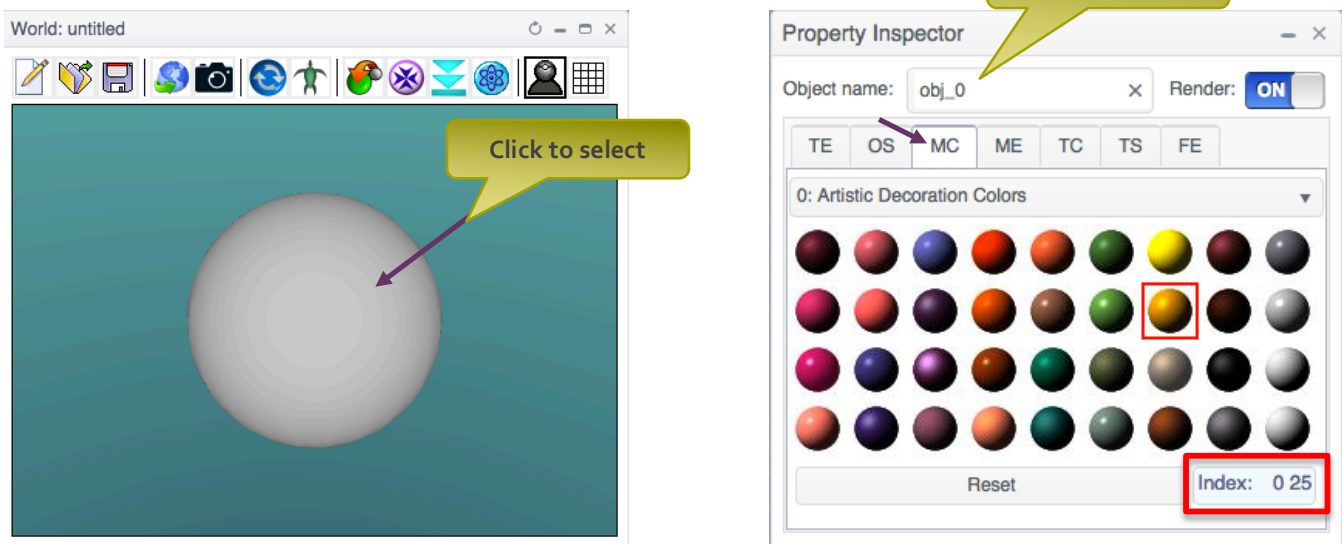 World: untitled
Click to select
Property Inspector
Object name: obj_0 Render: ON
TE OS MC ME TC TS FE
0: Artistic Decoration Colors
Reset Index: 0 25